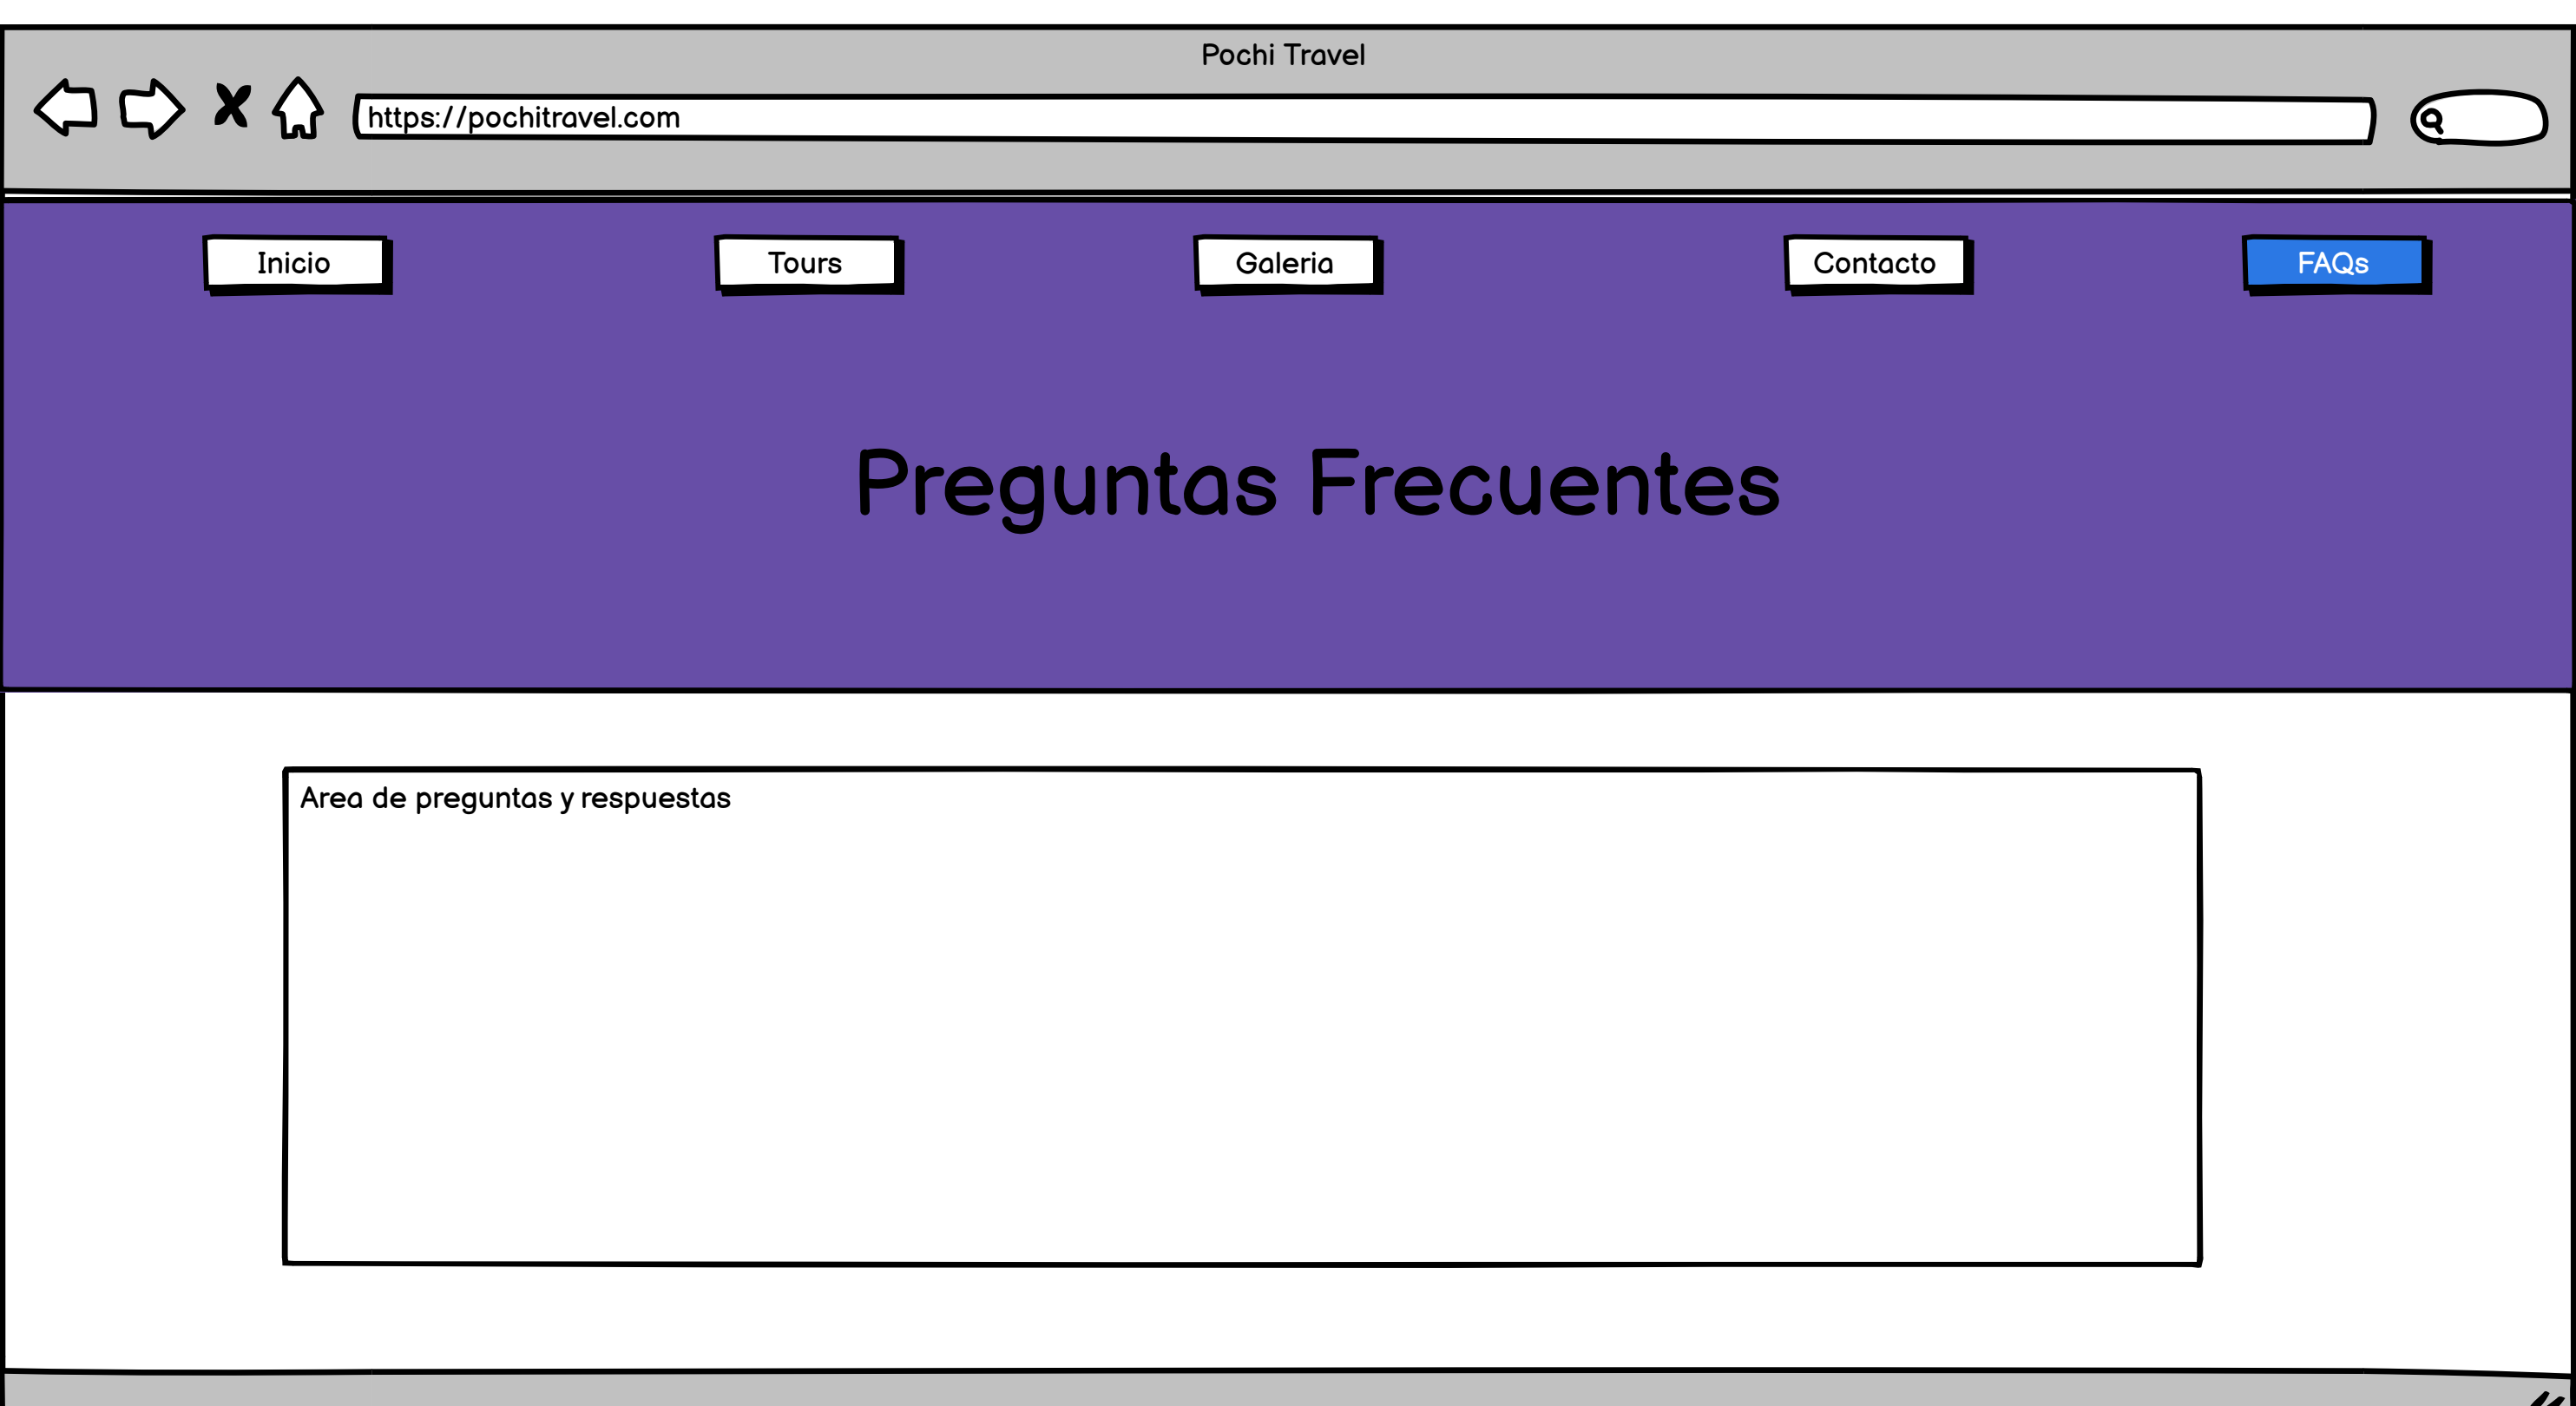 Pochi Travel
https://pochitravel.com
Inicio
Tours
Galeria
Contacto
FAQs
Preguntas Frecuentes
Area de preguntas y respuestas